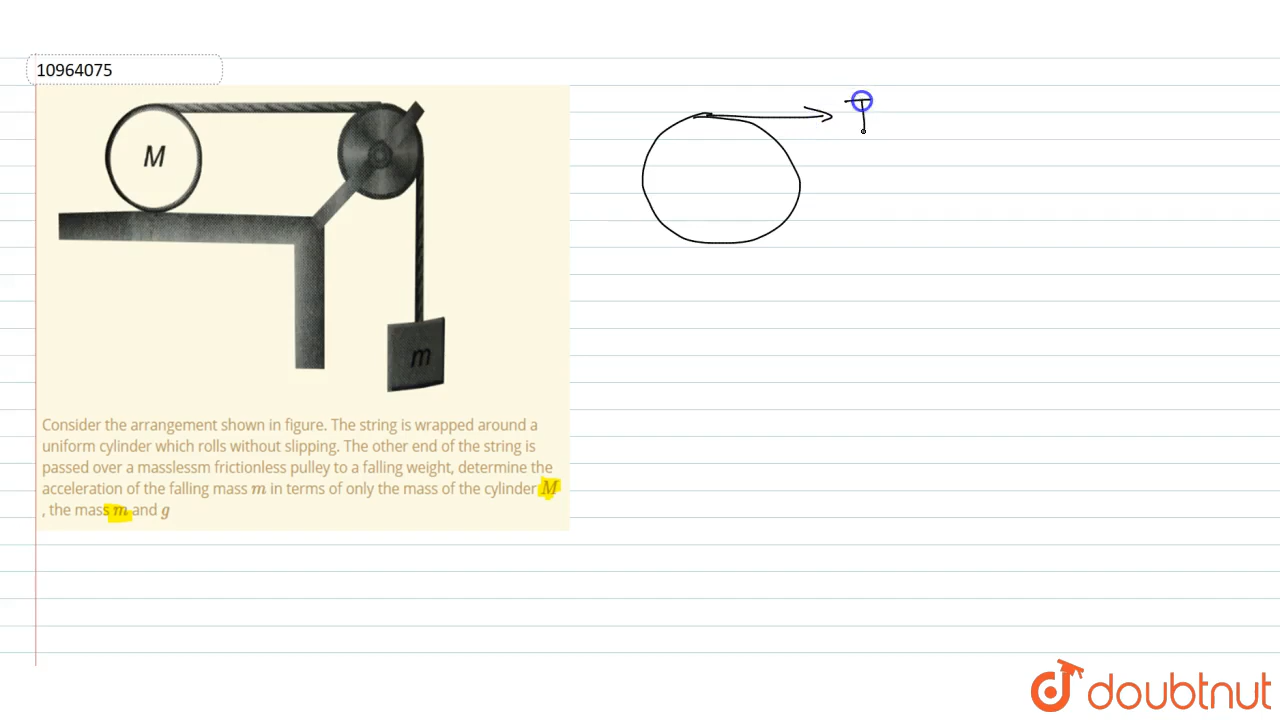 10964075
M
T
m
Consider the arrangement shown in figure. The string is wrapped around a
uniform cylinder which rolls without slipping. The other end of the string is
passed over a masslessm frictionless pulley to a falling weight, determine the
acceleration of the falling mass m in terms of only the mass of the cylinder M
, the mass m and g
doubtnut